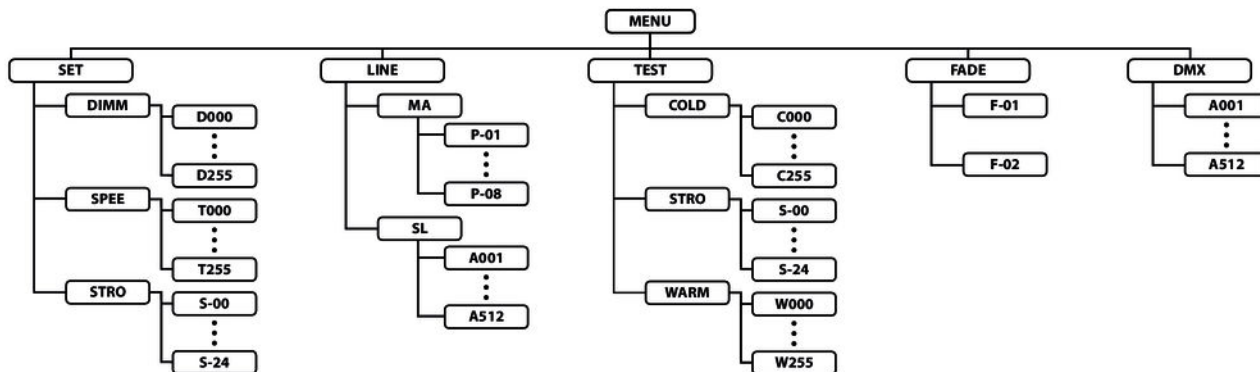 MENU
SET
DIMM
D000
D255
SPEE
T000
T255
STRO
S-00
S-24
LINE
MA
P-01
P-08
SL
A001
A512
TEST
COLD
C000
C255
STRO
S-00
S-24
WARM
W000
W255
FADE
F-01
F-02
DMX
A001
A512